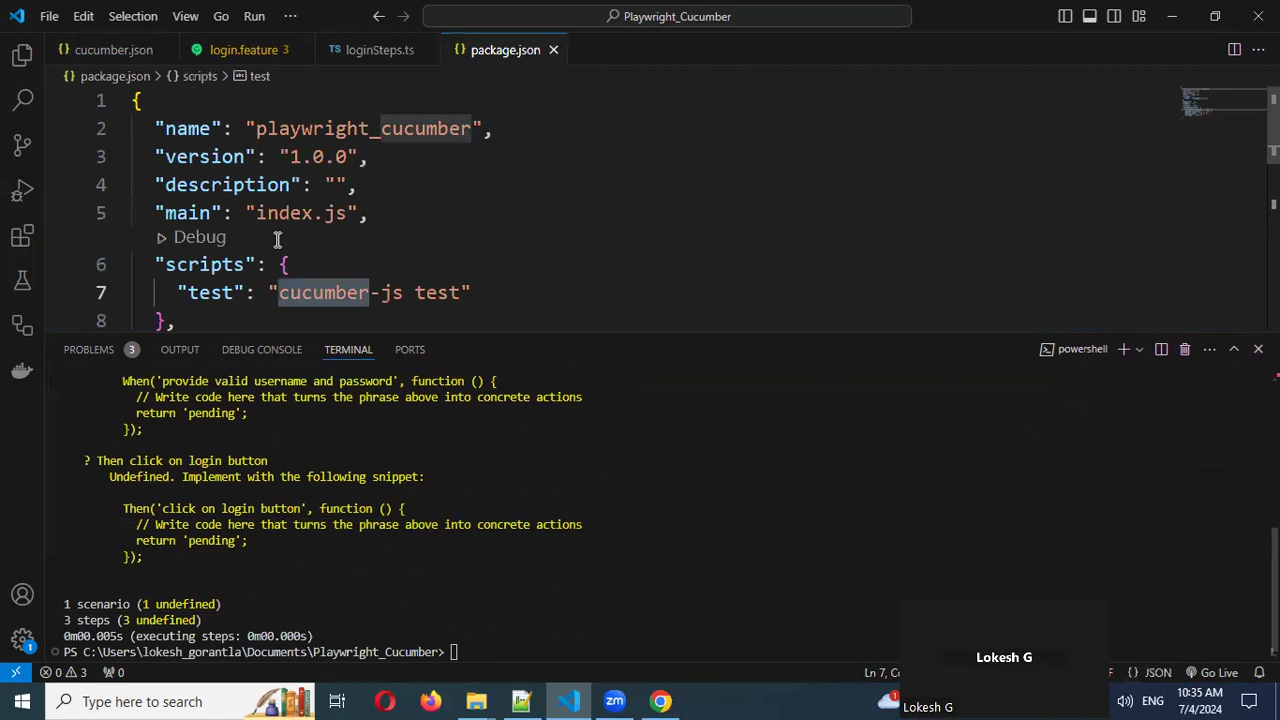 File Edit Selection View Go Run ··· Playwright_Cucumber
cucumber.json login.feature 3 TS loginSteps.ts {} package.json
{} package.json > {} scripts > test
1 {
2 "name": "playwright_cucumber",
3 "version": "1.0.0",
4 "description": "",
5 "main": "index.js",
Debug
6 "scripts": {
7 "test": "cucumber-js test"
8 },
PROBLEMS 3 OUTPUT DEBUG CONSOLE TERMINAL PORTS powershell
When('provide valid username and password', function () {
// Write code here that turns the phrase above into concrete actions
return 'pending';
});
? Then click on login button
Undefined. Implement with the following snippet:
Then('click on login button', function () {
// Write code here that turns the phrase above into concrete actions
return 'pending';
});
1 scenario (1 undefined)
3 steps (3 undefined)
0m00.005s (executing steps: 0m00.000s)
PS C:\Users\lokesh_gorantla\Documents\Playwright_Cucumber>
Lokesh G
1
0 3 0 Ln 7, {} JSON Go Live
Type here to search zm 1 ENG 10:35 AM
Lokesh G 7/4/2024